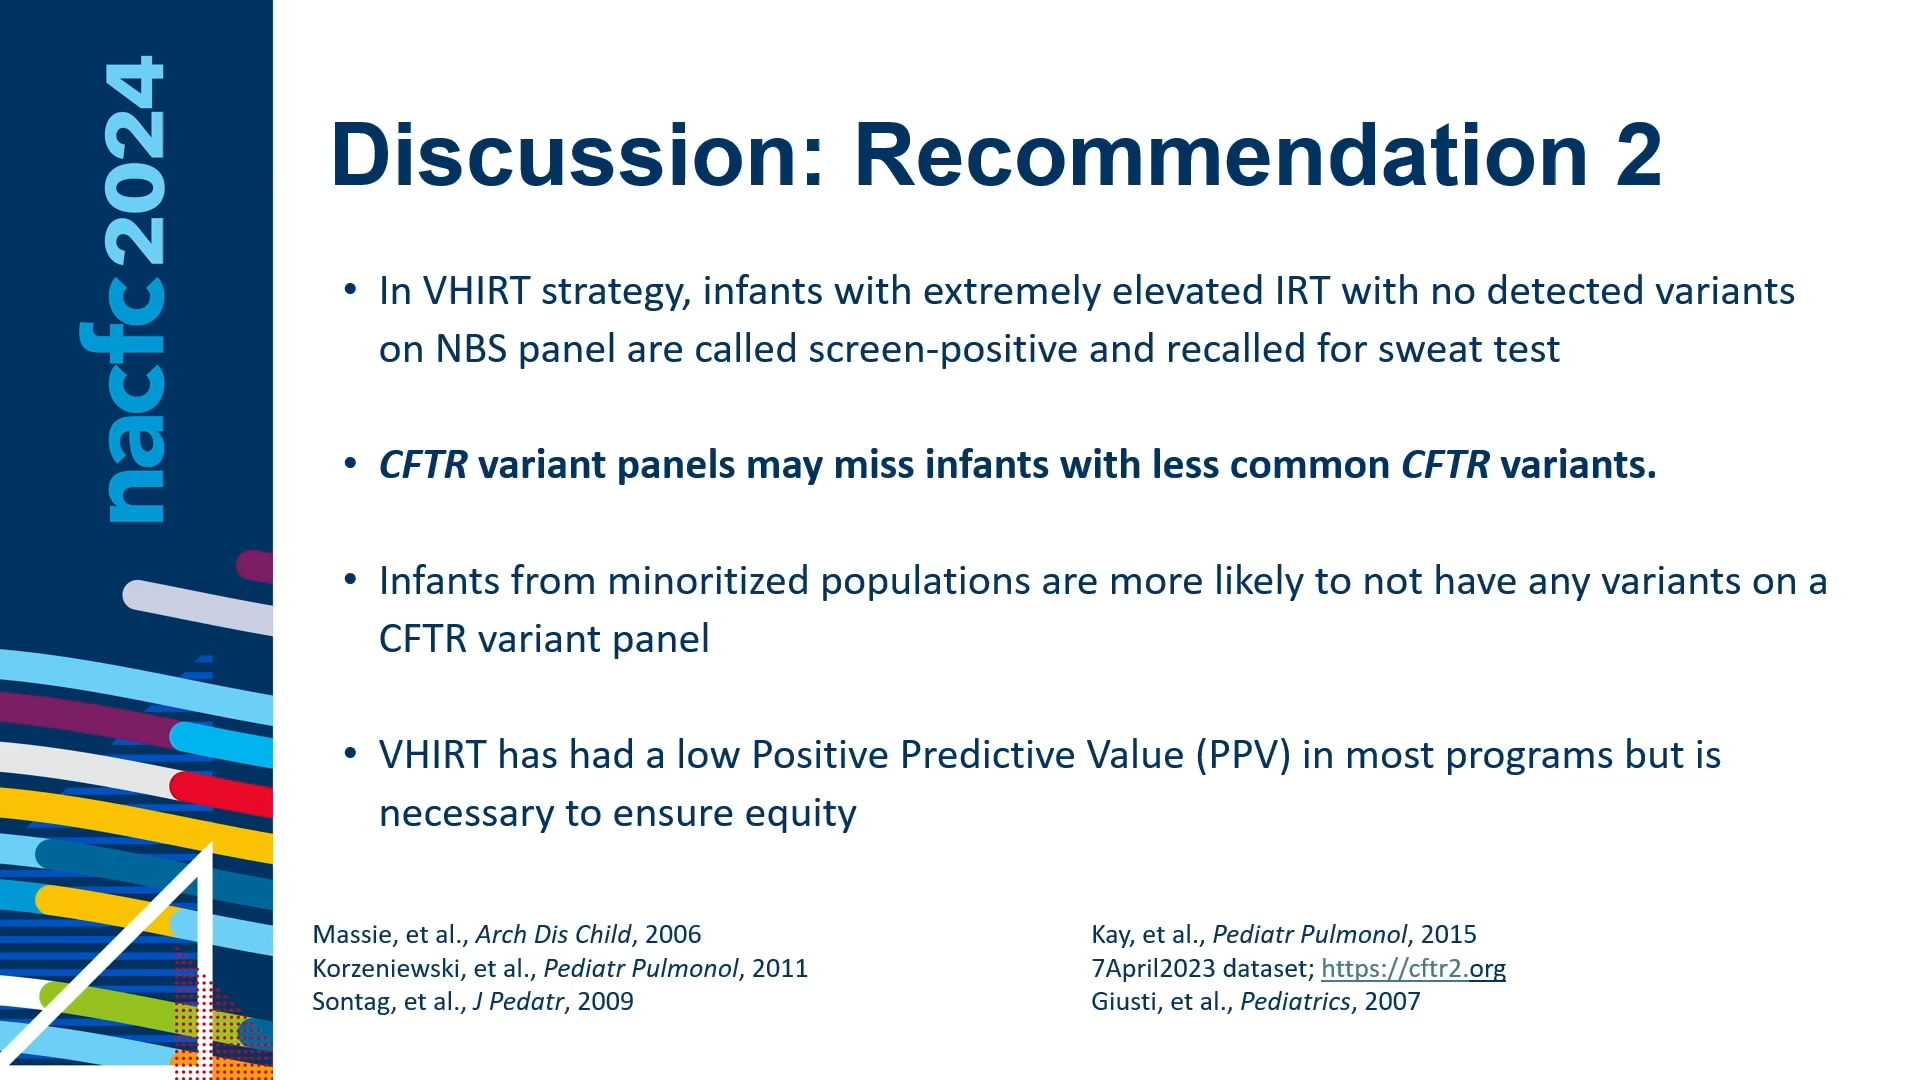 nacfc 2024
Discussion: Recommendation 2
• In VHIRT strategy, infants with extremely elevated IRT with no detected variants
on NBS panel are called screen-positive and recalled for sweat test
• CFTR variant panels may miss infants with less common CFTR variants.
• Infants from minoritized populations are more likely to not have any variants on a
CFTR variant panel
• VHIRT has had a low Positive Predictive Value (PPV) in most programs but is
necessary to ensure equity
Massie, et al., Arch Dis Child, 2006
Korzeniewski, et al., Pediatr Pulmonol, 2011
Sontag, et al., J Pedatr, 2009
Kay, et al., Pediatr Pulmonol, 2015
7April2023 dataset; https://cftr2.org
Giusti, et al., Pediatrics, 2007